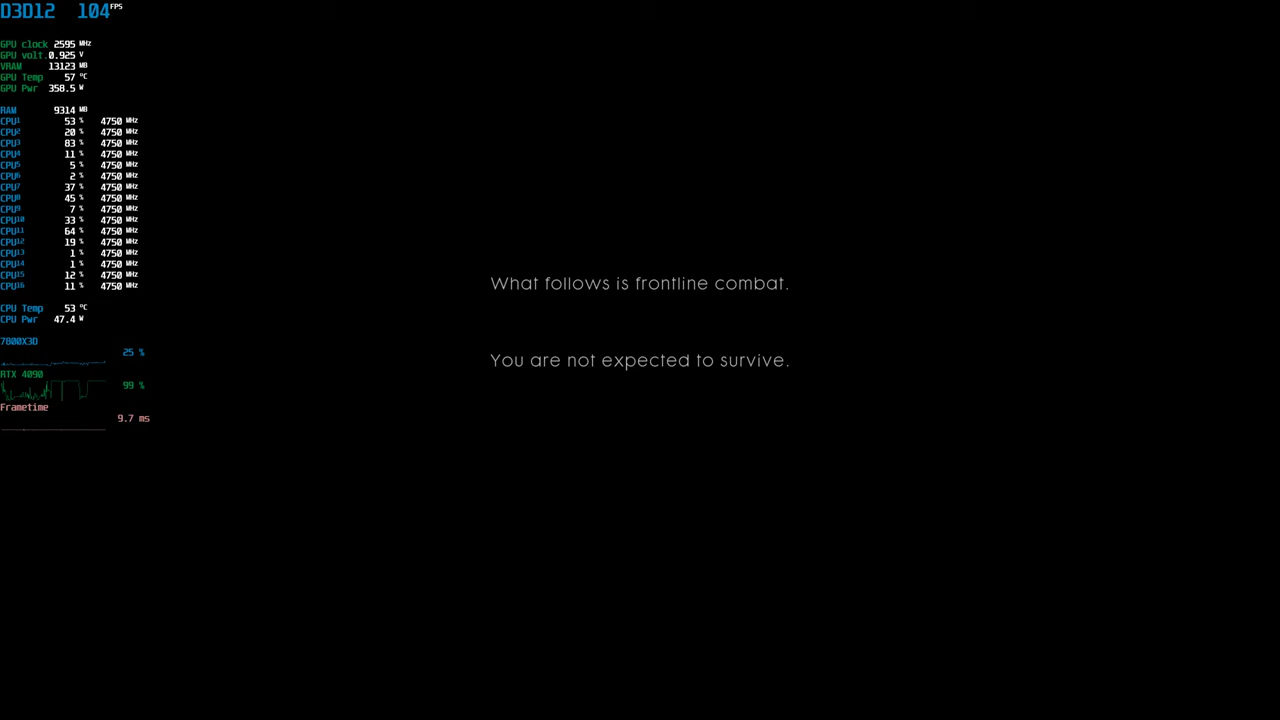 D3D12 104 FPS
GPU clock 2595 MHz
GPU volt. 0.925 V
VRAM 13123 MB
GPU Temp 57 °C
GPU Pwr 358.5 W
RAM 9314 MB
CPU1 53 % 4750 MHz
CPU2 20 % 4750 MHz
CPU3 83 % 4750 MHz
CPU4 11 % 4750 MHz
CPU5 5 % 4750 MHz
CPU6 2 % 4750 MHz
CPU7 37 % 4750 MHz
CPU8 45 % 4750 MHz
CPU9 7 % 4750 MHz
CPU10 33 % 4750 MHz
CPU11 64 % 4750 MHz
CPU12 19 % 4750 MHz
CPU13 1 % 4750 MHz
CPU14 1 % 4750 MHz
CPU15 12 % 4750 MHz
CPU16 11 % 4750 MHz
CPU Temp 53 °C
CPU Pwr 47.4 W
7800X3D
25 %
RTX 4090
99 %
Frametime
9.7 ms
What follows is frontline combat.
You are not expected to survive.